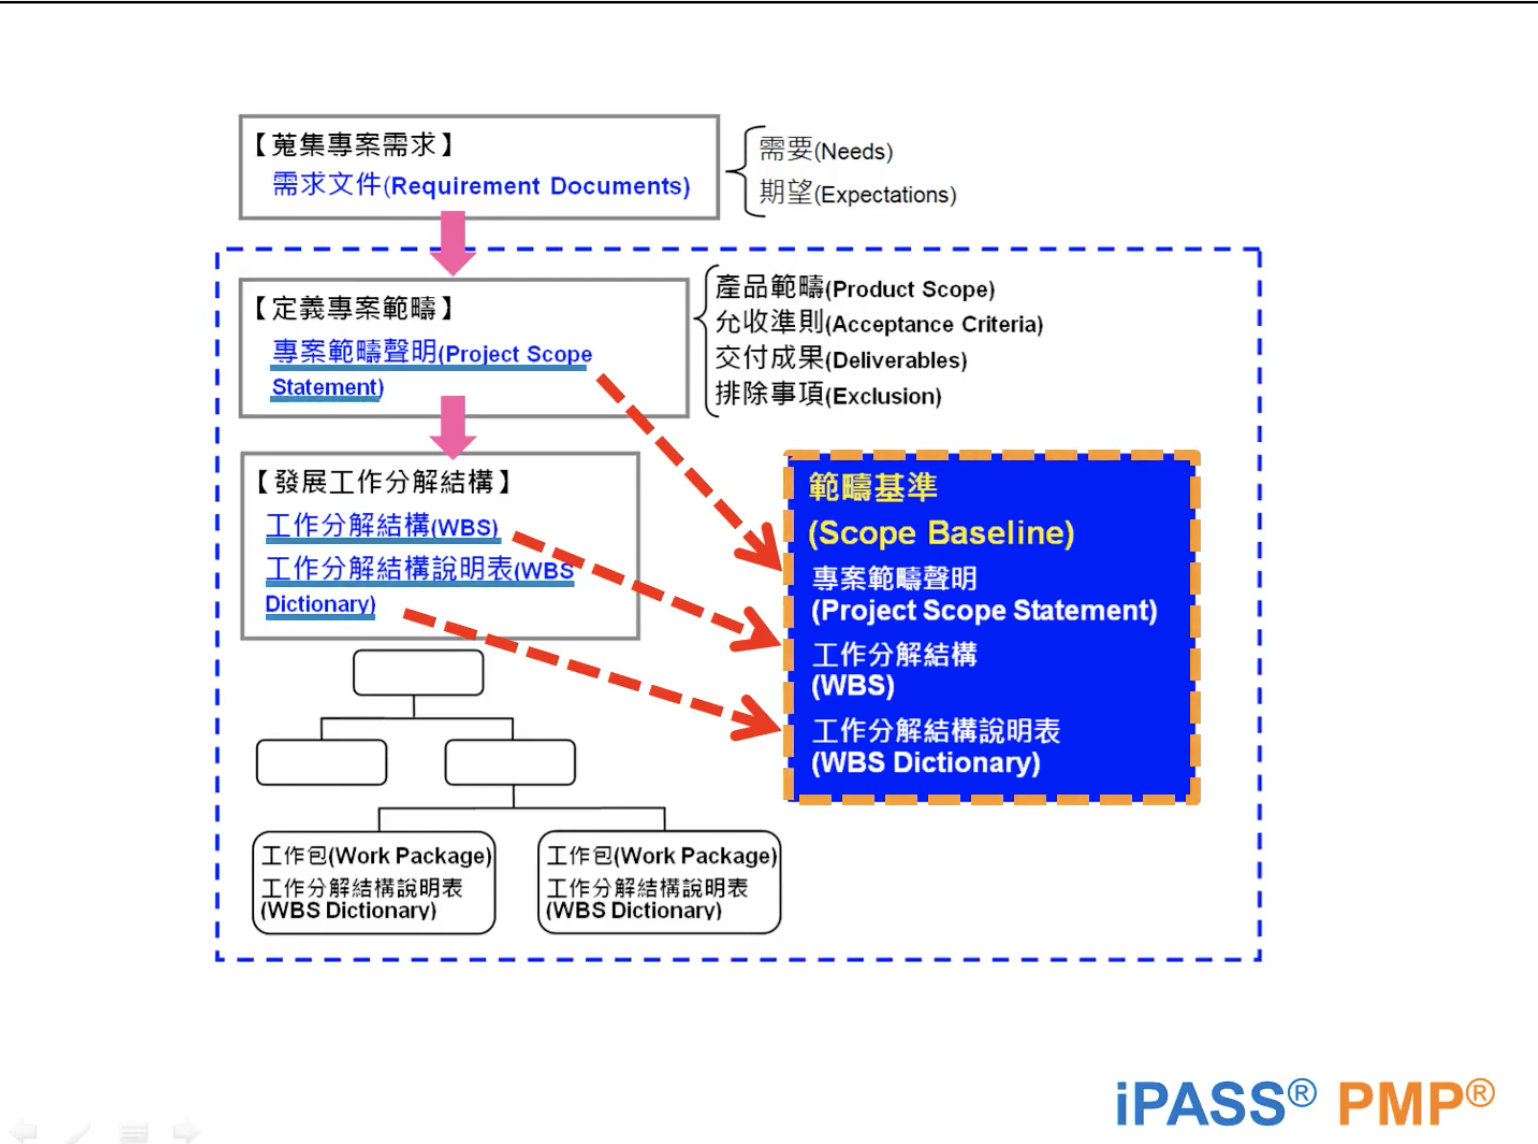 【蒐集專案需求】
需求文件(Requirement Documents)
需要(Needs)
期望(Expectations)
【定義專案範疇】
專案範疇聲明(Project Scope
Statement)
產品範疇(Product Scope)
允收準則(Acceptance Criteria)
交付成果(Deliverables)
排除事項(Exclusion)
【發展工作分解結構】
工作分解結構(WBS)
工作分解結構說明表(WBS
Dictionary)
範疇基準
(Scope Baseline)
專案範疇聲明
(Project Scope Statement)
工作分解結構
(WBS)
工作分解結構說明表
(WBS Dictionary)
工作包(Work Package)
工作分解結構說明表
(WBS Dictionary)
工作包(Work Package)
工作分解結構說明表
(WBS Dictionary)
iPASS® PMP®